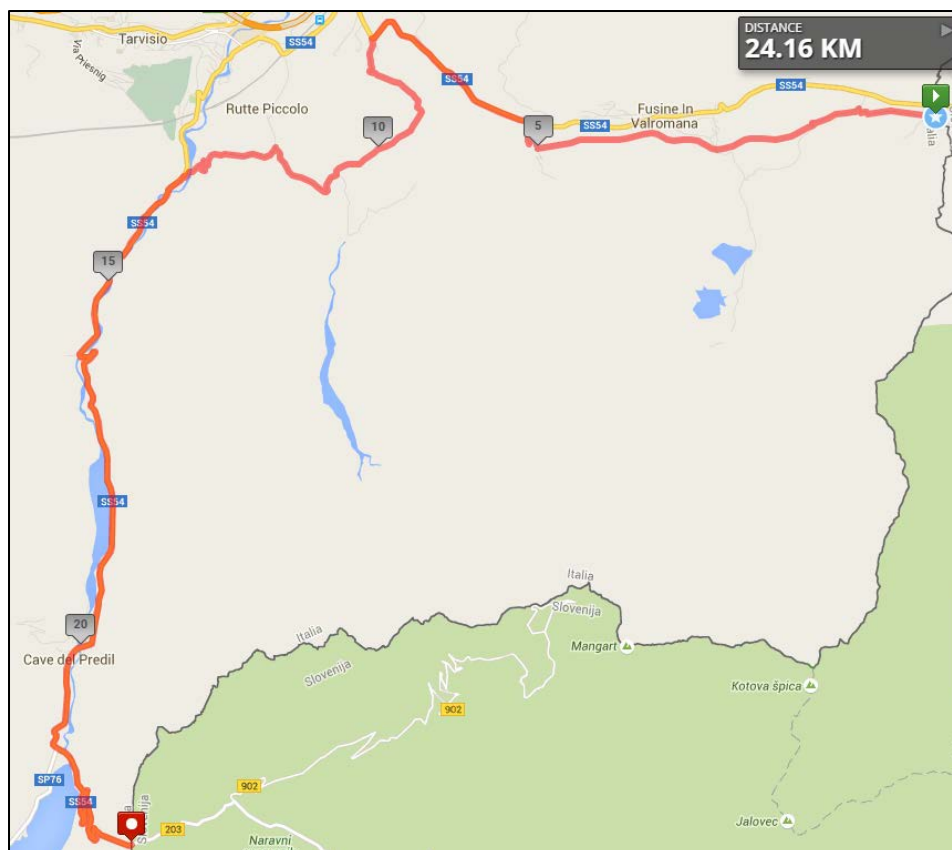 SS54
DISTANCE
24.16 KM
Tarvisio
Via Priesnig
SS54
Rutte Piccolo
Fusine In
Valromana
5
SS54
SS54
10
Italia
SS54
15
SS54
Italia
Slovenija
Italia
Slovenija
Mangart
20
Cave del Predil
Kotova špica
902
SP76
902
SS54
Slovenija
203
Naravni
Jalovec